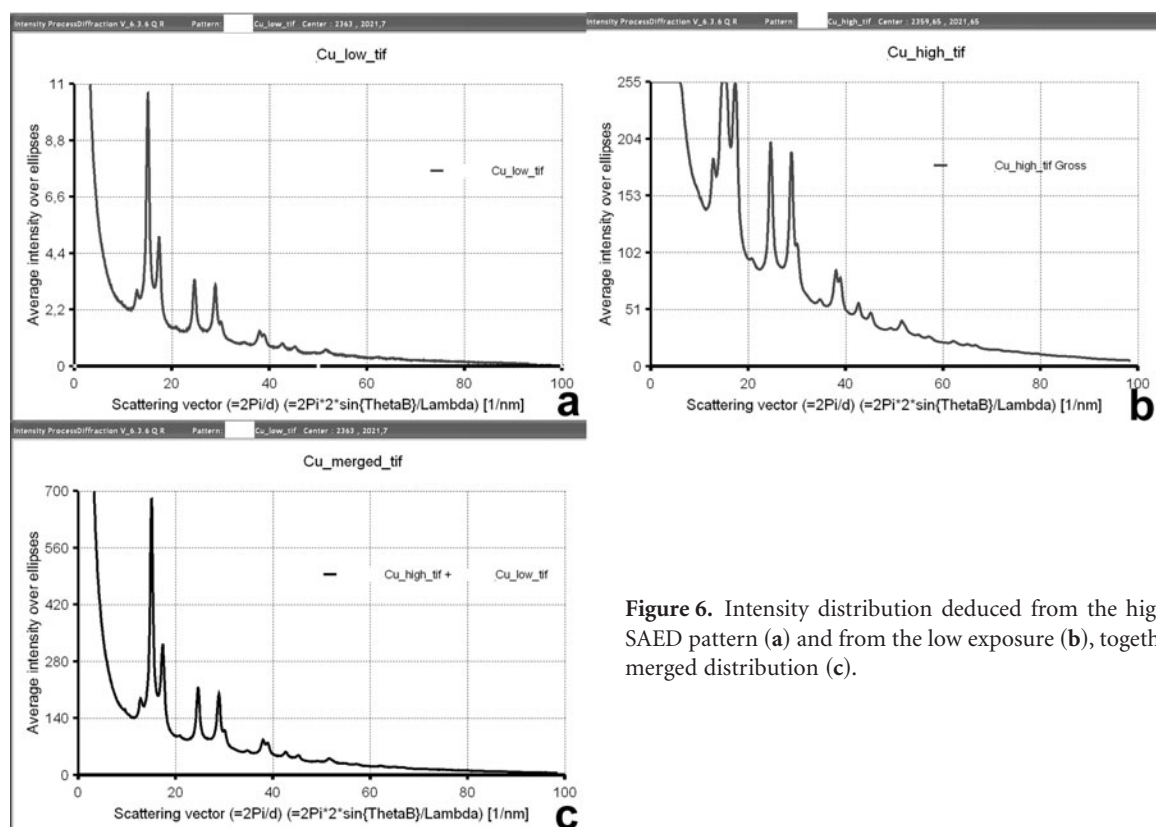 Intensity ProcessDiffraction V_6.3.6 Q R Pattern: Cu_low_tif Center : 2363 , 2021,7
Cu_low_tif
11
8,8
6,6
4,4
2,2
0
Average intensity over ellipses
Cu_low_tif
0 20 40 60 80 100
Scattering vector (=2Pi/d) (=2Pi*2*sin{ThetaB}/Lambda) [1/nm]
a
Intensity ProcessDiffraction V_6.3.6 Q R Pattern: Cu_high_tif Center : 2359,65 , 2021,65
Cu_high_tif
255
204
153
102
51
0
Average intensity over ellipses
Cu_high_tif Gross
0 20 40 60 80 100
Scattering vector (=2Pi/d) (=2Pi*2*sin{ThetaB}/Lambda) [1/nm]
b
Intensity ProcessDiffraction V_6.3.6 Q R Pattern: Cu_low_tif Center : 2363 , 2021,7
Cu_merged_tif
700
560
420
280
140
0
Average intensity over ellipses
Cu_high_tif + Cu_low_tif
0 20 40 60 80 100
Scattering vector (=2Pi/d) (=2Pi*2*sin{ThetaB}/Lambda) [1/nm]
c
Figure 6. Intensity distribution deduced from the hig
SAED pattern (a) and from the low exposure (b), togeth
merged distribution (c).